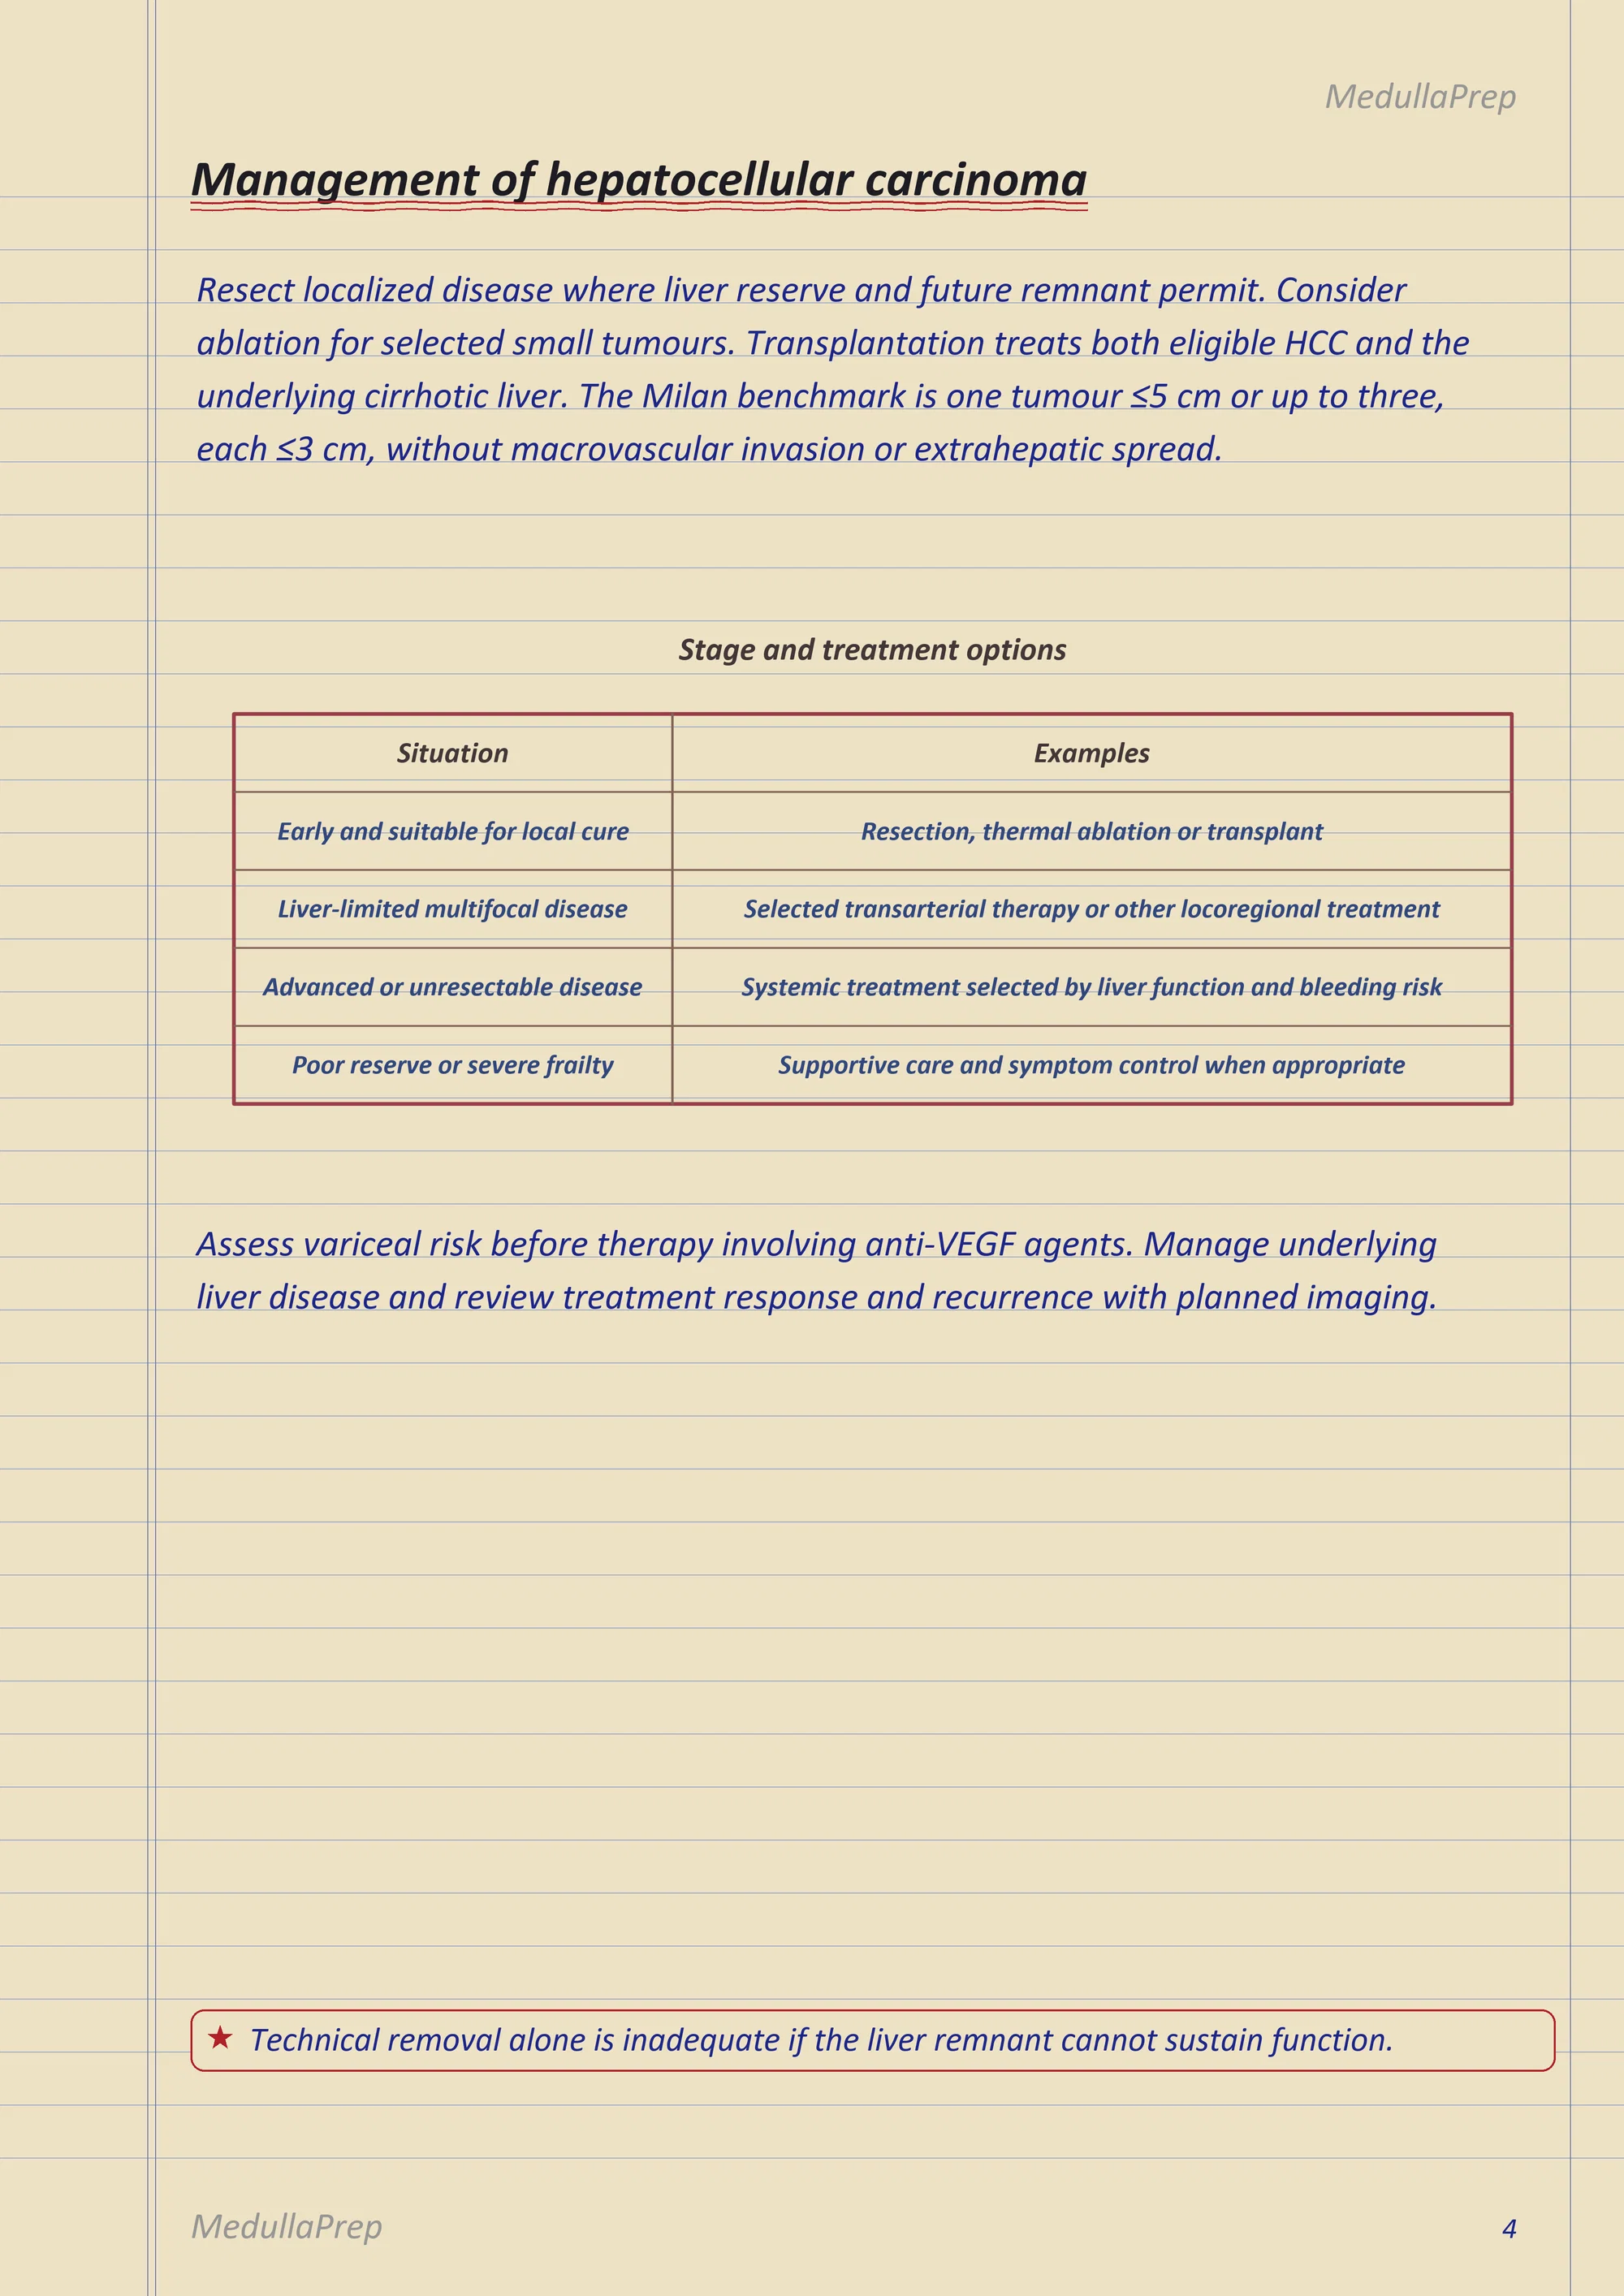 MedullaPrep
Management of hepatocellular carcinoma
Resect localized disease where liver reserve and future remnant permit. Consider
ablation for selected small tumours. Transplantation treats both eligible HCC and the
underlying cirrhotic liver. The Milan benchmark is one tumour ≤5 cm or up to three,
each ≤3 cm, without macrovascular invasion or extrahepatic spread.
Stage and treatment options
Situation Examples
Early and suitable for local cure Resection, thermal ablation or transplant
Liver-limited multifocal disease Selected transarterial therapy or other locoregional treatment
Advanced or unresectable disease Systemic treatment selected by liver function and bleeding risk
Poor reserve or severe frailty Supportive care and symptom control when appropriate
Assess variceal risk before therapy involving anti-VEGF agents. Manage underlying
liver disease and review treatment response and recurrence with planned imaging.
★ Technical removal alone is inadequate if the liver remnant cannot sustain function.
MedullaPrep 4